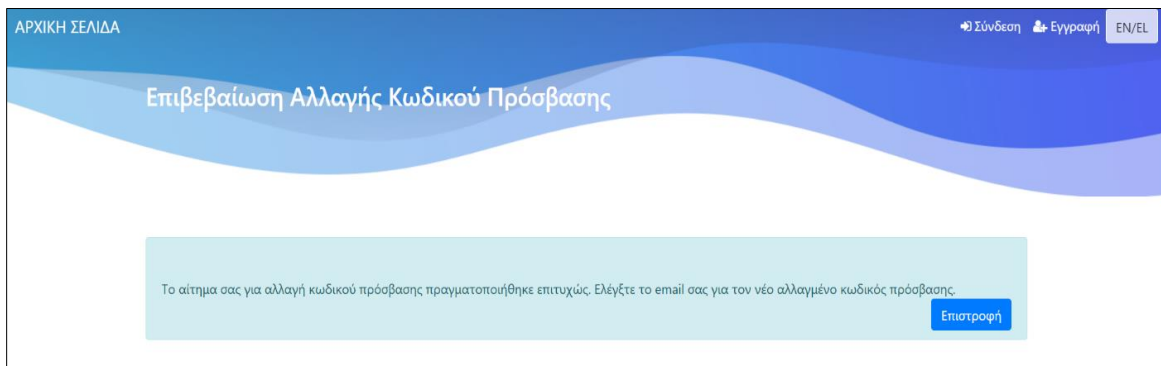 ΑΡΧΙΚΗ ΣΕΛΙΔΑ
Σύνδεση
Εγγραφή
EN/EL
Επιβεβαίωση Αλλαγής Κωδικού Πρόσβασης
Το αίτημα σας για αλλαγή κωδικού πρόσβασης πραγματοποιήθηκε επιτυχώς. Ελέγξτε το email σας για τον νέο αλλαγμένο κωδικός πρόσβασης.
Επιστροφή